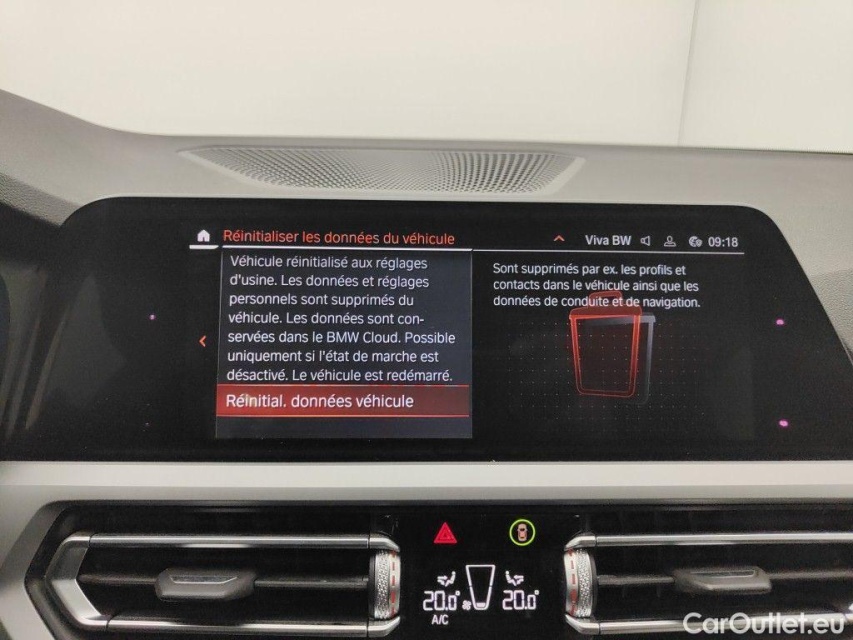 Réinitialiser les données du véhicule
Viva BW 09:18
Véhicule réinitialisé aux réglages
d'usine. Les données et réglages
personnels sont supprimés du
véhicule. Les données sont con-
servées dans le BMW Cloud. Possible
uniquement si l'état de marche est
désactivé. Le véhicule est redémarré.
Réinitial. données véhicule
Sont supprimés par ex. les profils et
contacts dans le véhicule ainsi que les
données de conduite et de navigation.
20.0° 20.0°
A/C
CarOutlet.eu